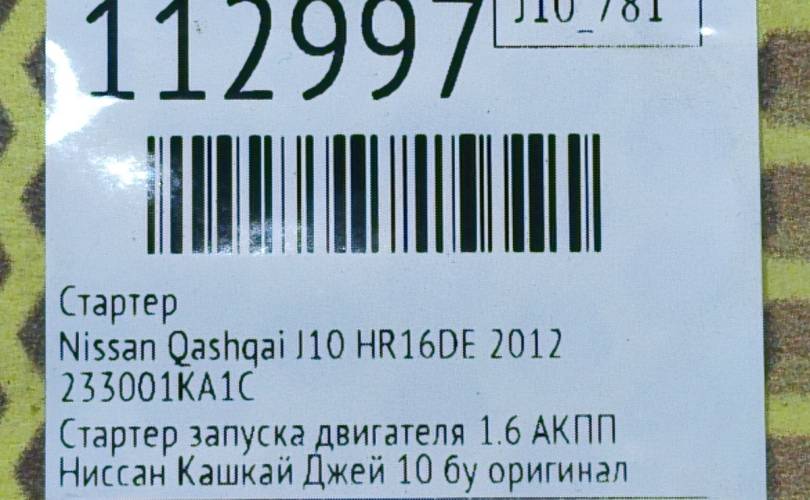 112997
J10_781
Стартер
Nissan Qashqai J10 HR16DE 2012
233001KA1C
Стартер запуска двигателя 1.6 АКПП
Ниссан Кашкай Джей 10 бу оригинал